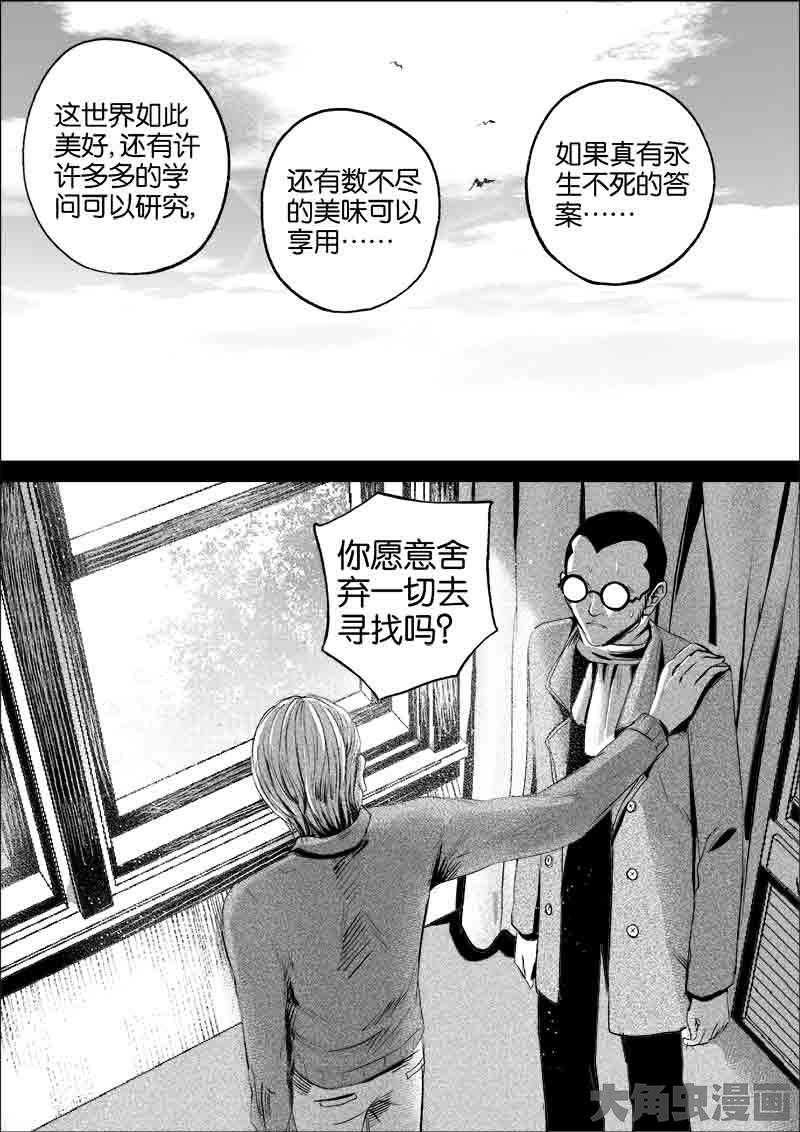 这世界如此
美好,还有许
许多多的学
问可以研究,
还有数不尽
的美味可以
享用……
如果真有永
生不死的答
案……
你愿意舍
弃一切去
寻找吗?
大角虫漫画